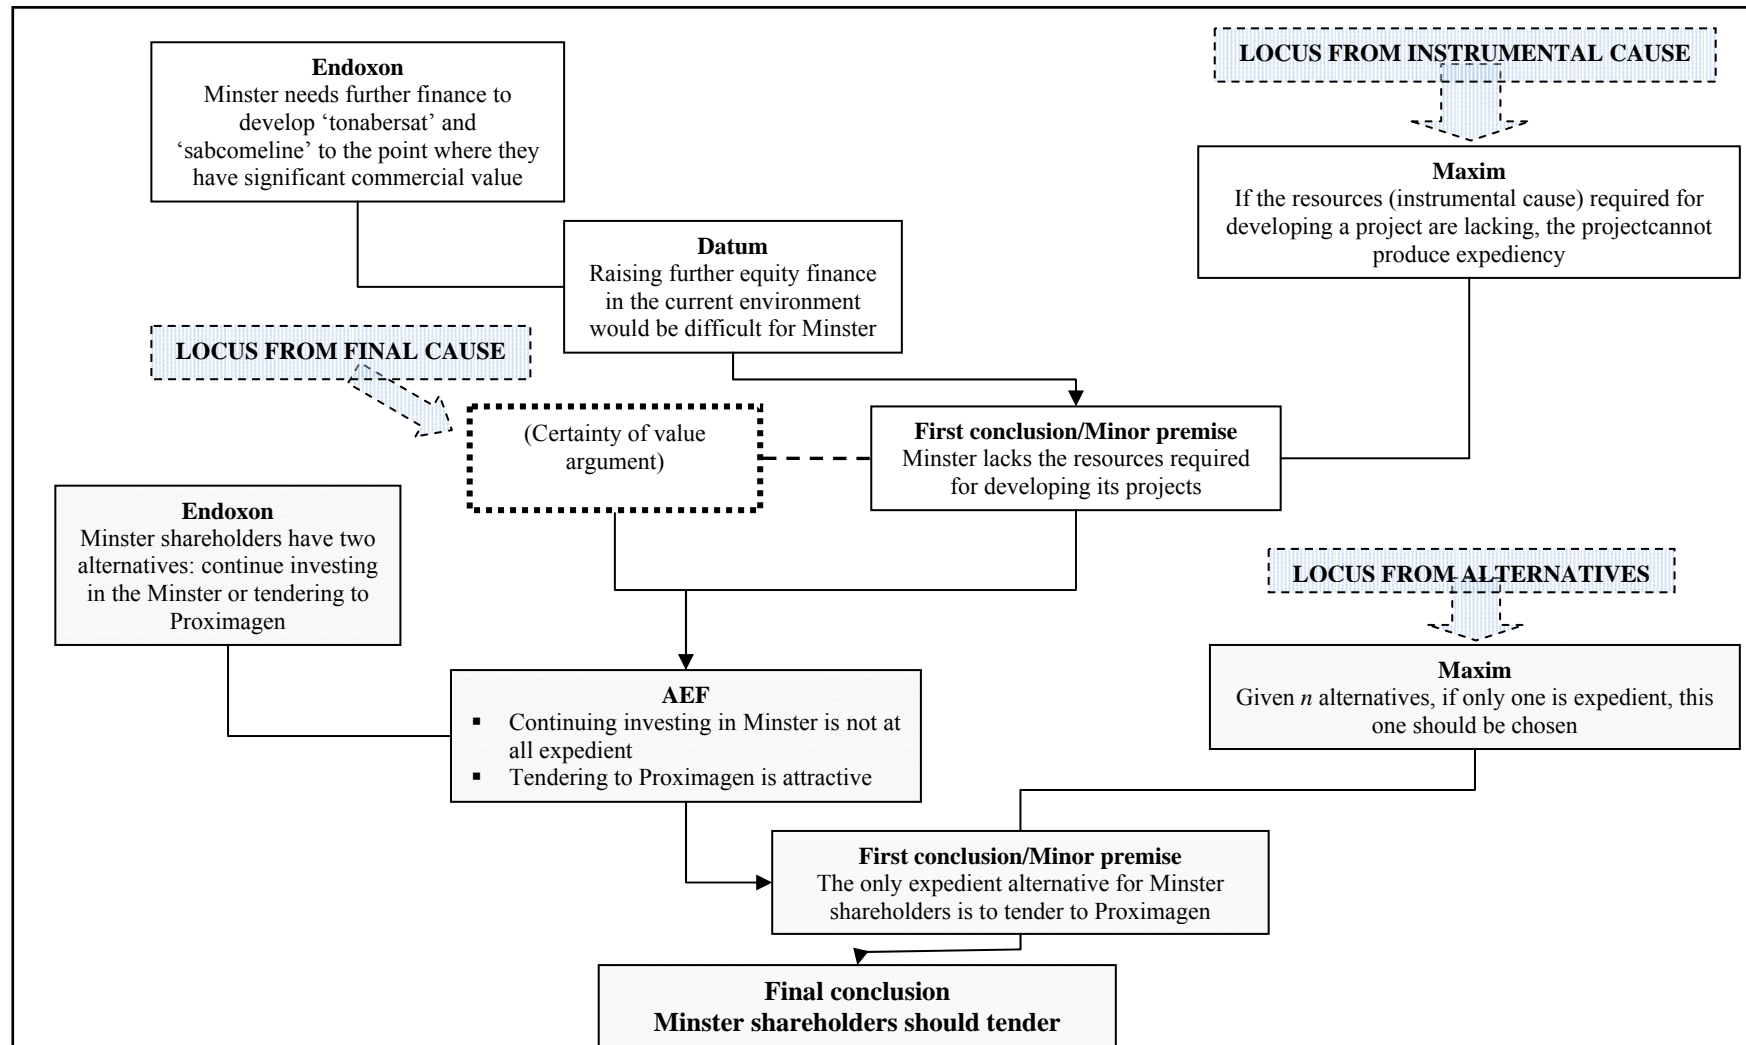 Endoxon
Minster needs further finance to
develop ‘tonabersat’ and
‘sabcomeline’ to the point where they
have significant commercial value
LOCUS FROM INSTRUMENTAL CAUSE
Maxim
If the resources (instrumental cause) required for
developing a project are lacking, the projectcannot
produce expediency
Datum
Raising further equity finance
in the current environment
would be difficult for Minster
LOCUS FROM FINAL CAUSE
(Certainty of value
argument)
First conclusion/Minor premise
Minster lacks the resources required
for developing its projects
Endoxon
Minster shareholders have two
alternatives: continue investing
in the Minster or tendering to
Proximagen
LOCUS FROM ALTERNATIVES
Maxim
Given n alternatives, if only one is expedient, this
one should be chosen
AEF
▪ Continuing investing in Minster is not at
all expedient
▪ Tendering to Proximagen is attractive
First conclusion/Minor premise
The only expedient alternative for Minster
shareholders is to tender to Proximagen
Final conclusion
Minster shareholders should tender